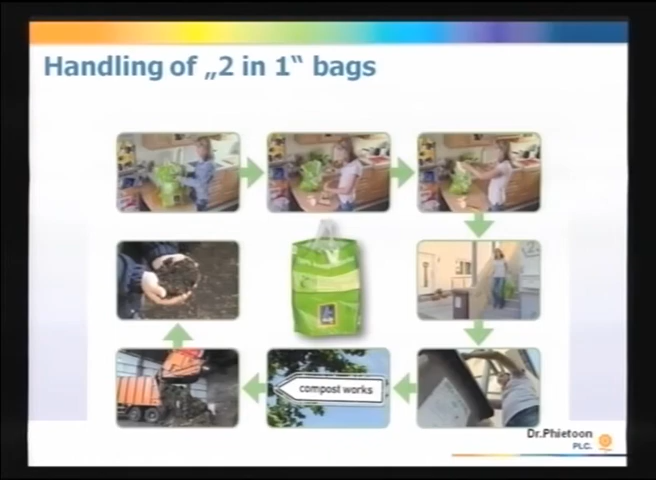 Handling of „2 in 1“ bags
compost works
Dr.Phietoon
PLC.